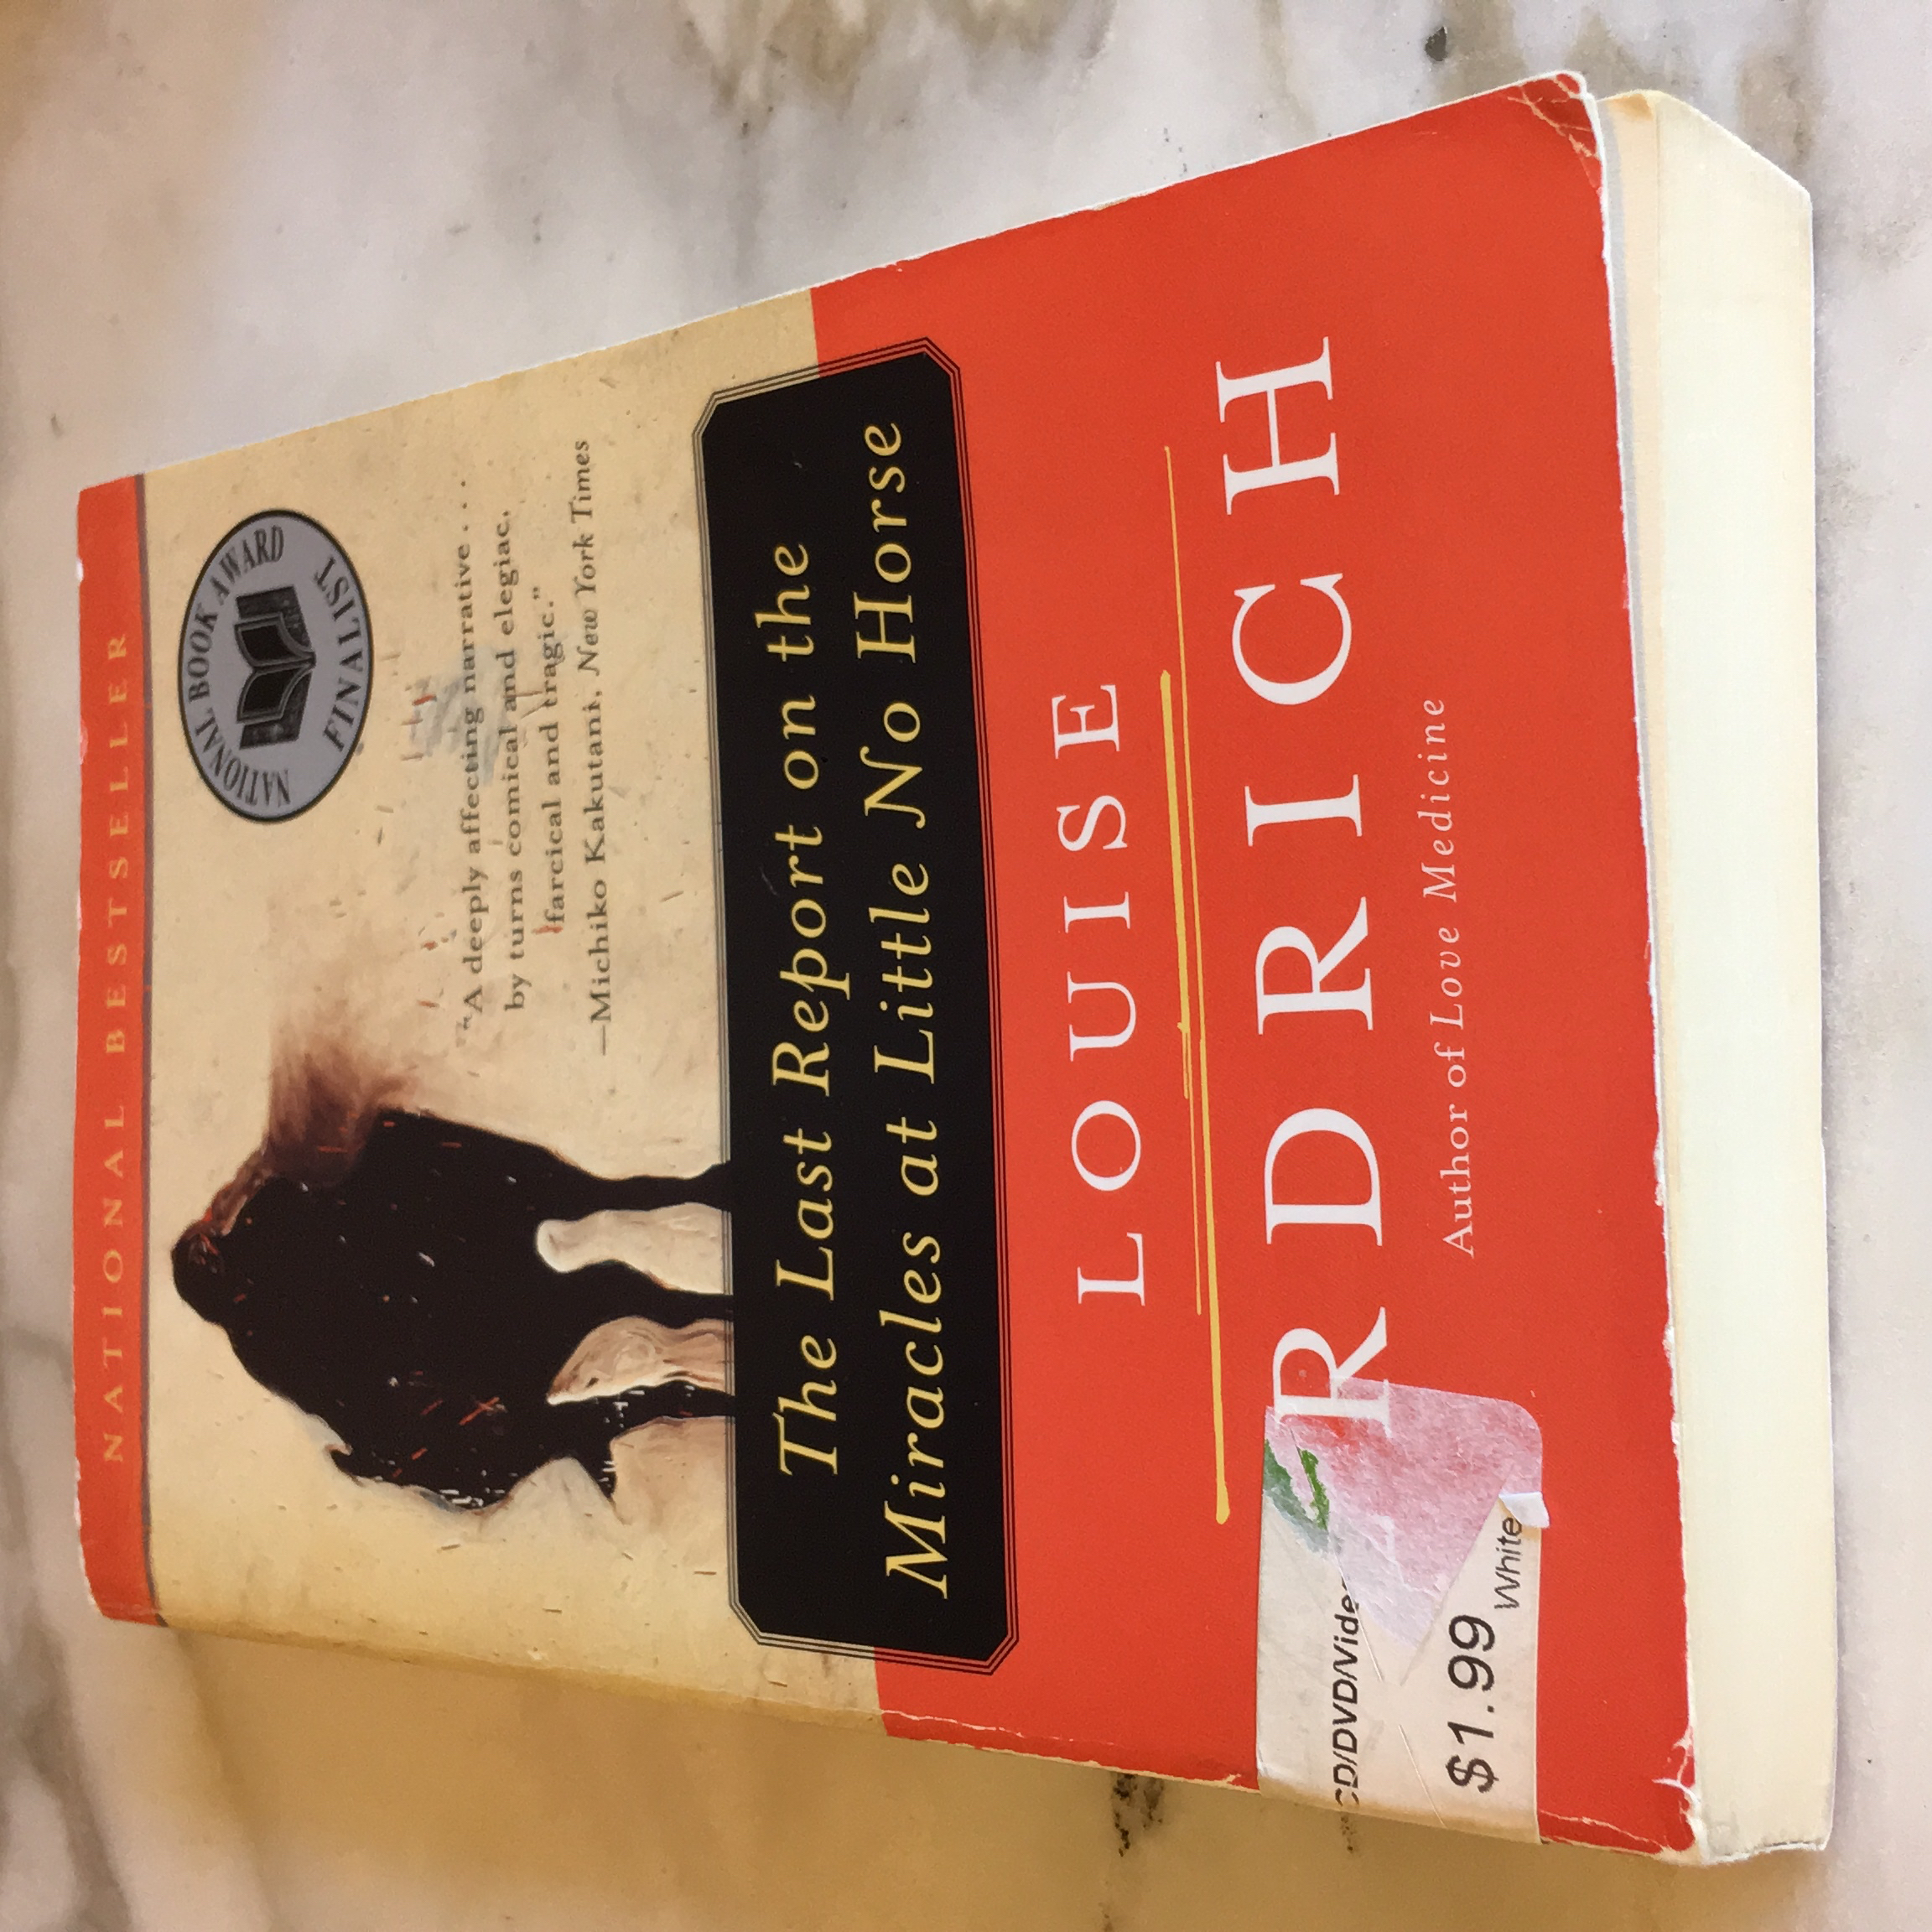 NATIONAL BESTSELLER
NATIONAL BOOK AWARD
FINALIST
"A deeply affecting narrative . . .
by turns comical and elegiac,
farcical and tragic."
—Michiko Kakutani, New York Times
The Last Report on the
Miracles at Little No Horse
LOUISE
RDRICH
Author of Love Medicine
CD/DVD/Vide
$1.99
White